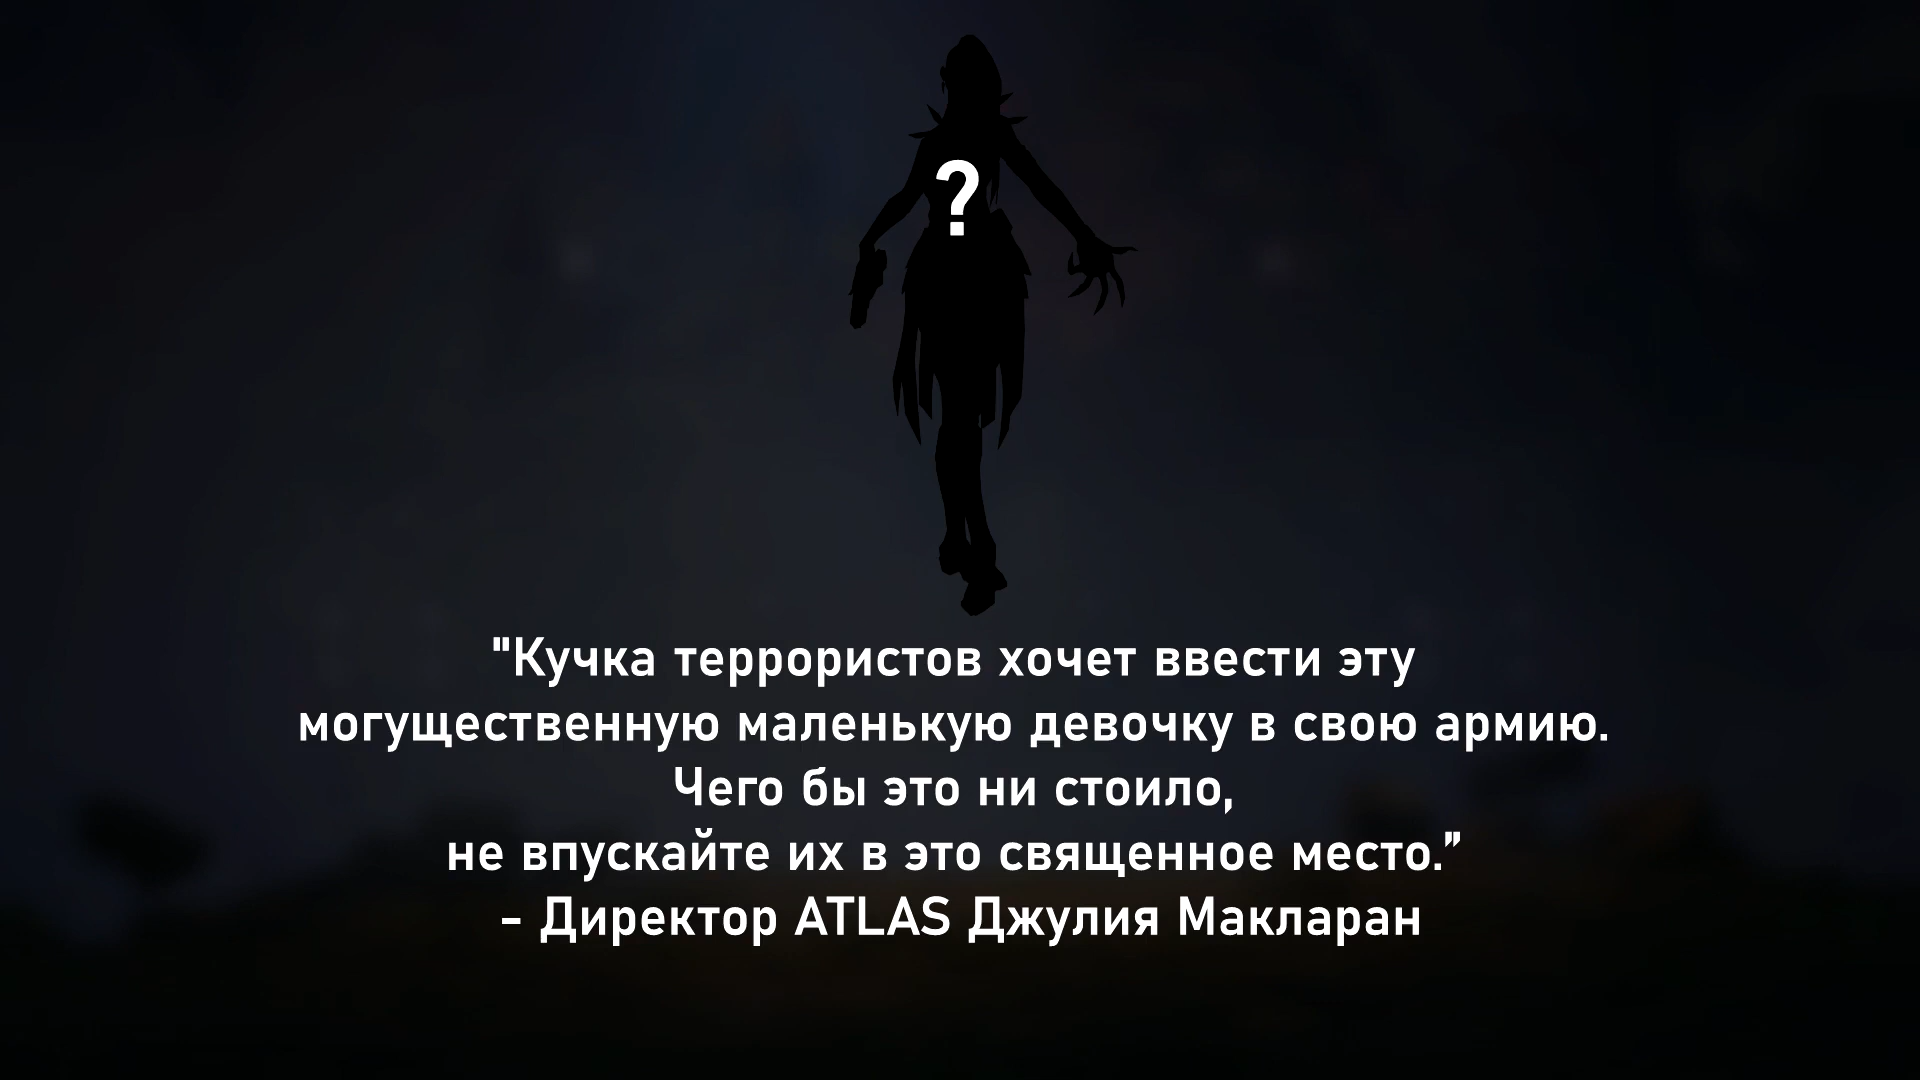 ?
"Кучка террористов хочет ввести эту
могущественную маленькую девочку в свою армию.
Чего бы это ни стоило,
не впускайте их в это священное место.”
- Директор ATLAS Джулия Макларан